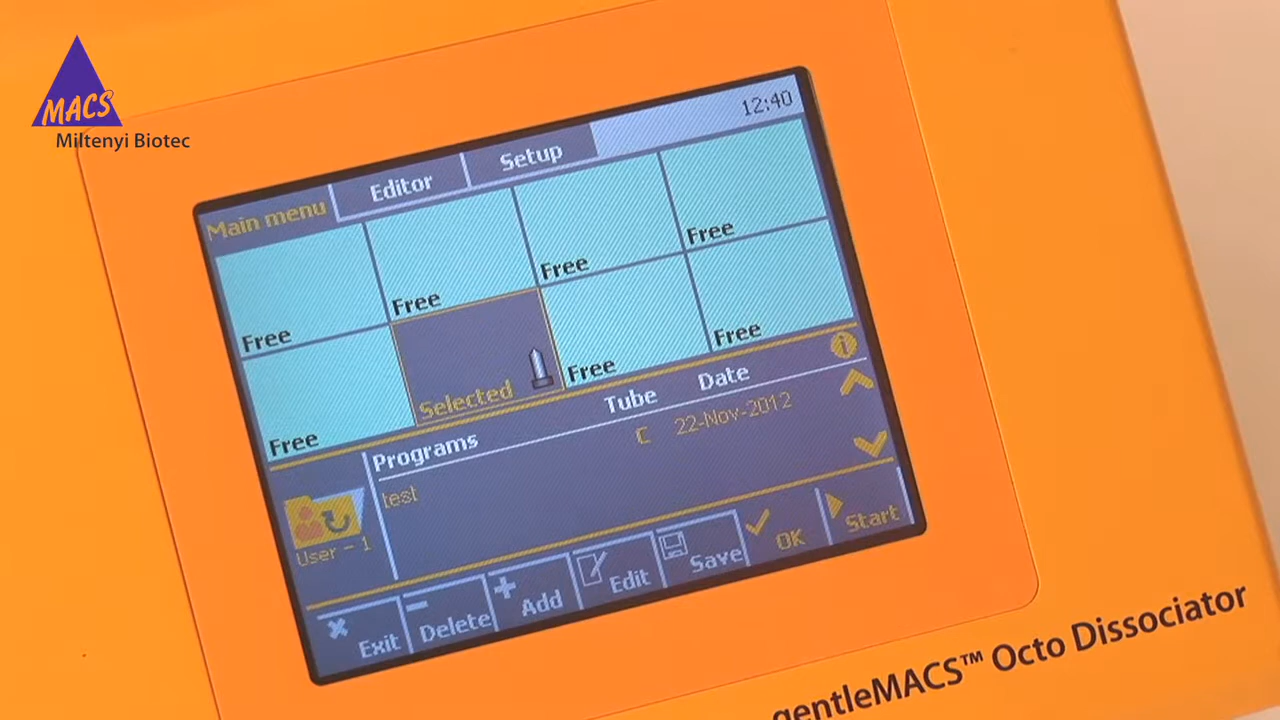 MACS
Miltenyi Biotec
12:40
Main menu Editor Setup
Free Free Free Free
Free Selected Free Free
Programs Tube Date
test C 22-Nov-2012
User - 1
Exit Delete Add Edit Save OK Start
gentleMACS™ Octo Dissociator